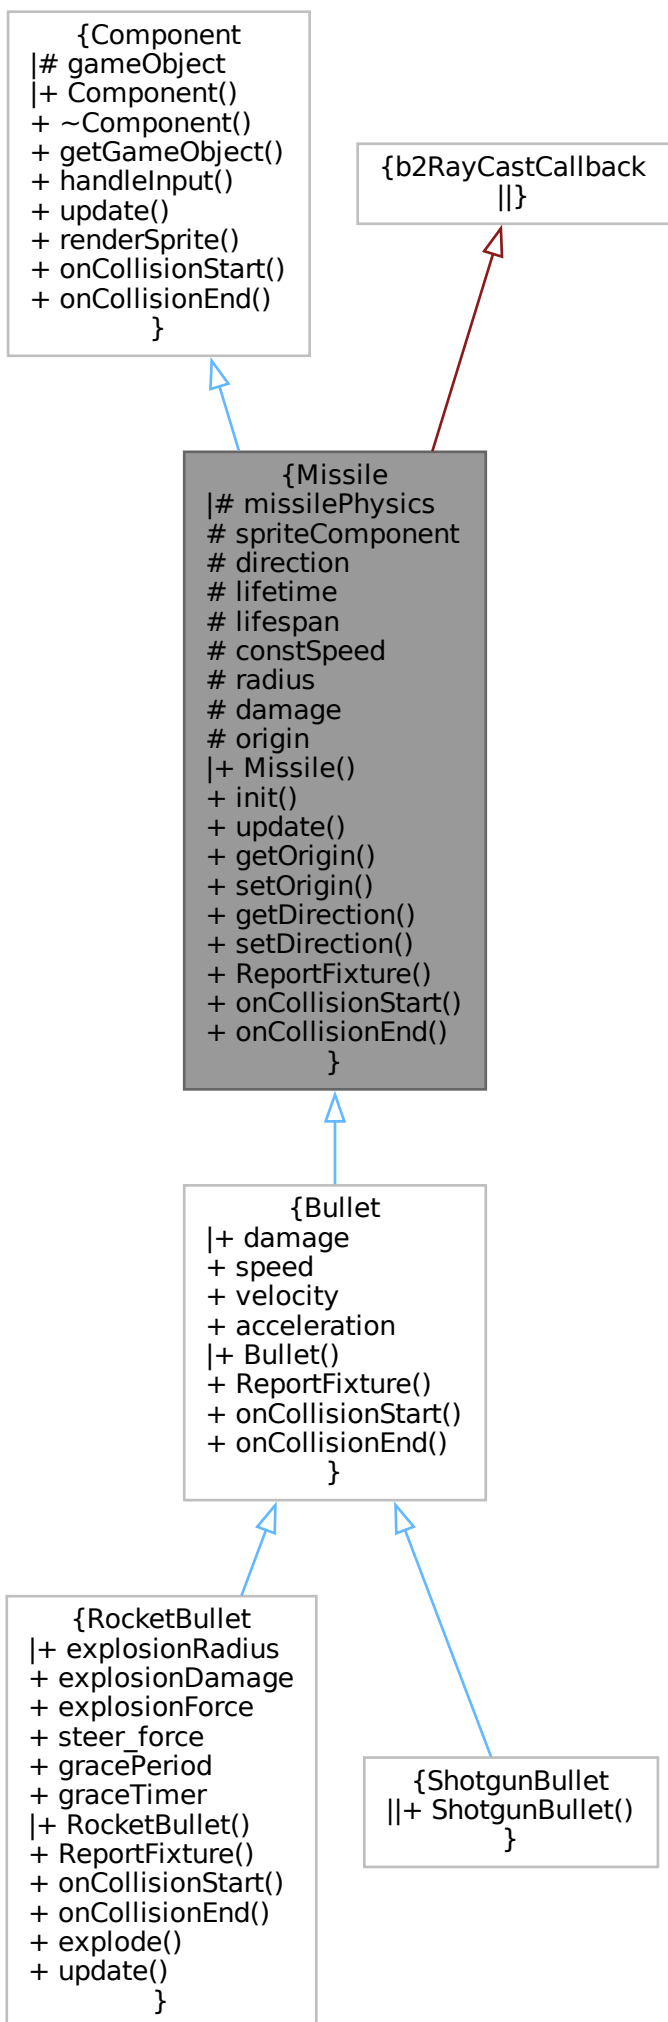 {Component
|# gameObject
|+ Component()
+ ~Component()
+ getGameObject()
+ handleInput()
+ update()
+ renderSprite()
+ onCollisionStart()
+ onCollisionEnd()
}
{b2RayCastCallback
||}
{Missile
|# missilePhysics
# spriteComponent
# direction
# lifetime
# lifespan
# constSpeed
# radius
# damage
# origin
|+ Missile()
+ init()
+ update()
+ getOrigin()
+ setOrigin()
+ getDirection()
+ setDirection()
+ ReportFixture()
+ onCollisionStart()
+ onCollisionEnd()
}
{Bullet
|+ damage
+ speed
+ velocity
+ acceleration
|+ Bullet()
+ ReportFixture()
+ onCollisionStart()
+ onCollisionEnd()
}
{RocketBullet
|+ explosionRadius
+ explosionDamage
+ explosionForce
+ steer_force
+ gracePeriod
+ graceTimer
|+ RocketBullet()
+ ReportFixture()
+ onCollisionStart()
+ onCollisionEnd()
+ explode()
+ update()
}
{ShotgunBullet
||+ ShotgunBullet()
}